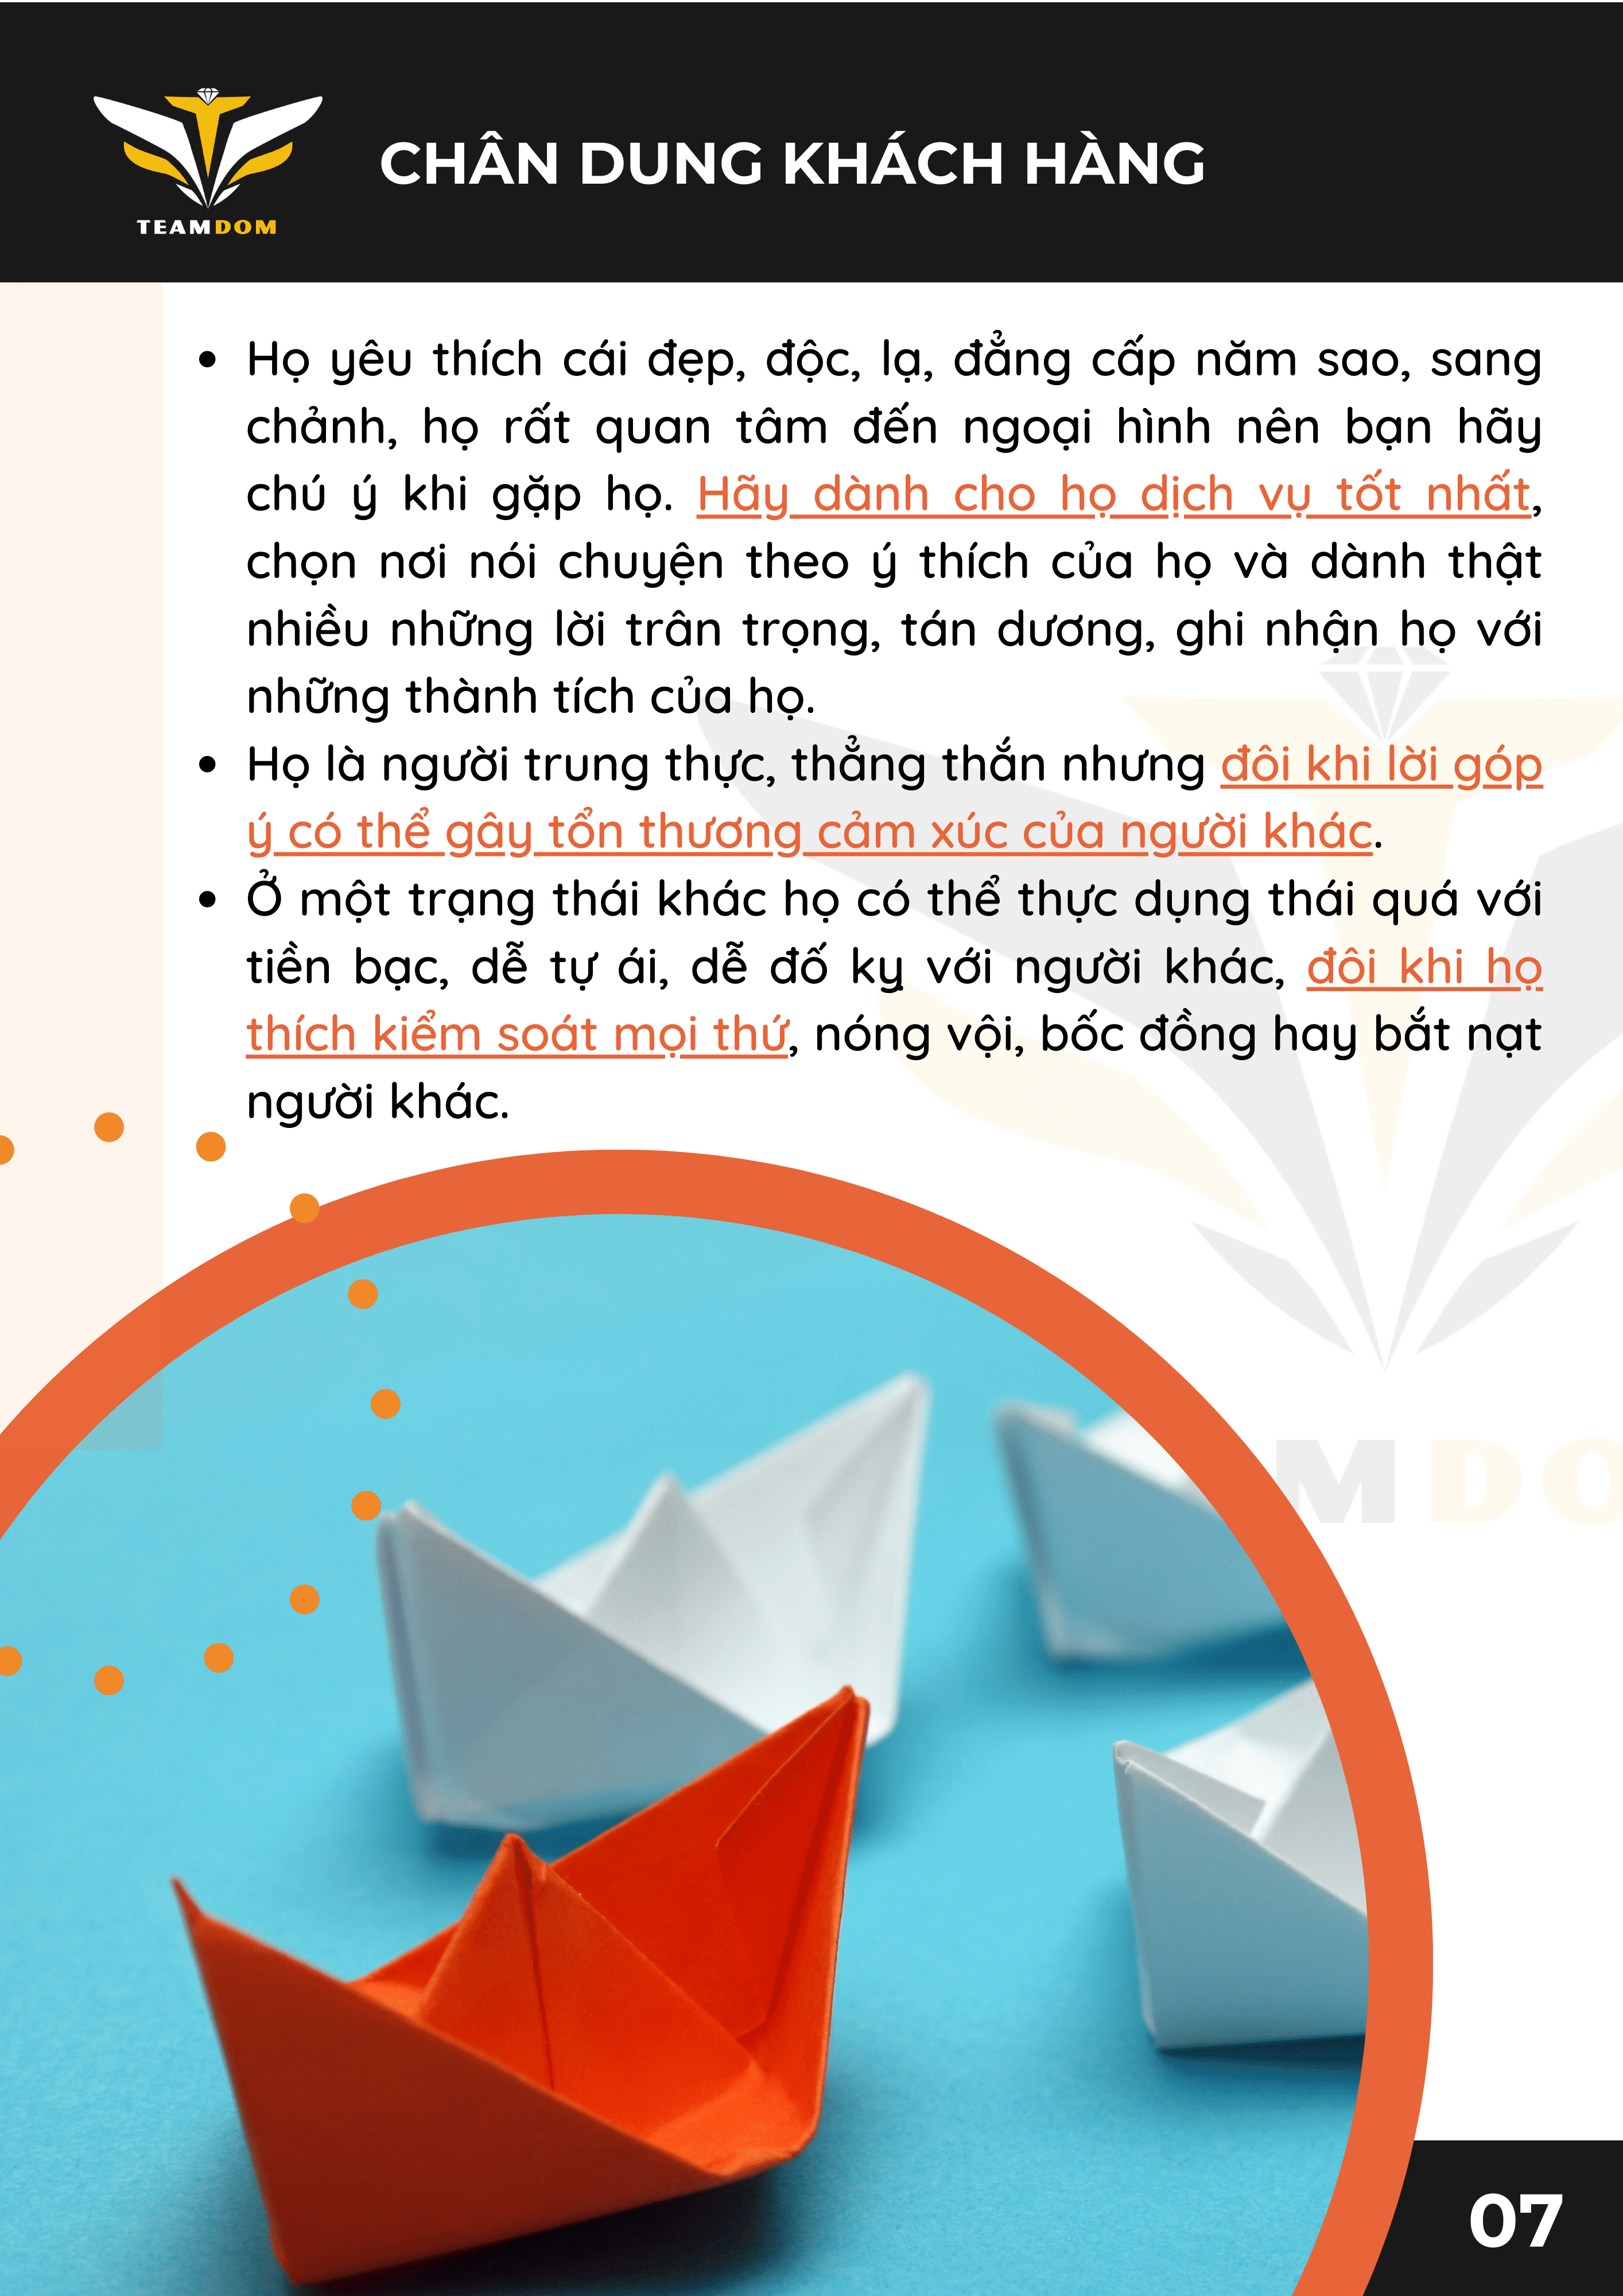 TEAMDOM
CHÂN DUNG KHÁCH HÀNG
• Họ yêu thích cái đẹp, độc, lạ, đẳng cấp năm sao, sang
chảnh, họ rất quan tâm đến ngoại hình nên bạn hãy
chú ý khi gặp họ. Hãy dành cho họ dịch vụ tốt nhất,
chọn nơi nói chuyện theo ý thích của họ và dành thật
nhiều những lời trân trọng, tán dương, ghi nhận họ với
những thành tích của họ.
• Họ là người trung thực, thẳng thắn nhưng đôi khi lời góp
ý có thể gây tổn thương cảm xúc của người khác.
• Ở một trạng thái khác họ có thể thực dụng thái quá với
tiền bạc, dễ tự ái, dễ đố kỵ với người khác, đôi khi họ
thích kiểm soát mọi thứ, nóng vội, bốc đồng hay bắt nạt
người khác.
MDO
07